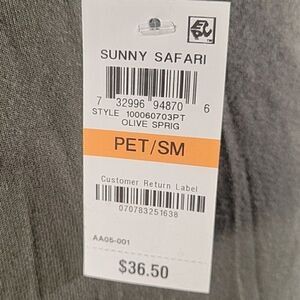 SUNNY SAFARI
7 32996 94870 6
STYLE 100060703PT
OLIVE SPRIG
PET/SM
Customer Return Label
070783251638
AA05-001
$36.50